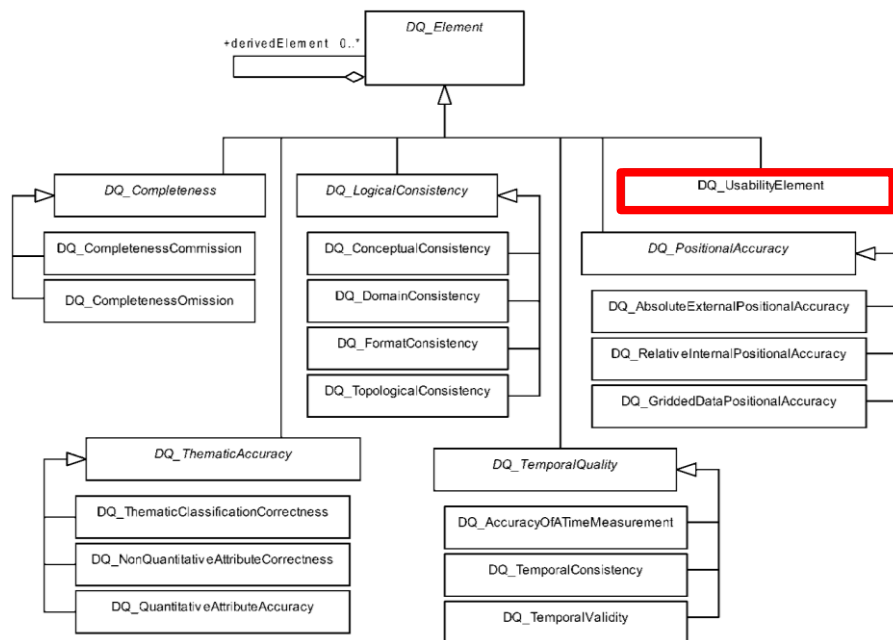 DQ_Element
+derivedElement 0..*
DQ_Completeness
DQ_LogicalConsistency
DQ_UsabilityElement
DQ_CompletenessCommission
DQ_CompletenessOmission
DQ_ConceptualConsistency
DQ_DomainConsistency
DQ_FormatConsistency
DQ_TopologicalConsistency
DQ_PositionalAccuracy
DQ_AbsoluteExternalPositionalAccuracy
DQ_RelativeInternalPositionalAccuracy
DQ_GriddedDataPositionalAccuracy
DQ_ThematicAccuracy
DQ_ThematicClassificationCorrectness
DQ_NonQuantitativeAttributeCorrectness
DQ_QuantitativeAttributeAccuracy
DQ_TemporalQuality
DQ_AccuracyOfATimeMeasurement
DQ_TemporalConsistency
DQ_TemporalValidity